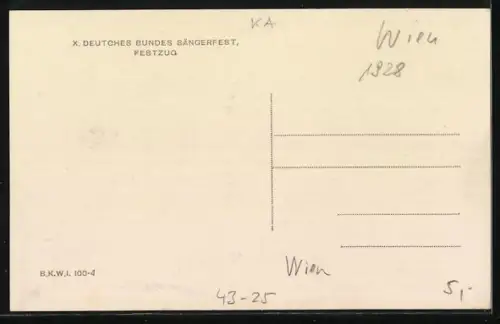 KA
X. DEUTCHES BUNDES SÄNGERFEST,
FESTZUG
Wien
1928
B.K.W.I. 100-4
Wien
43-25
5,-